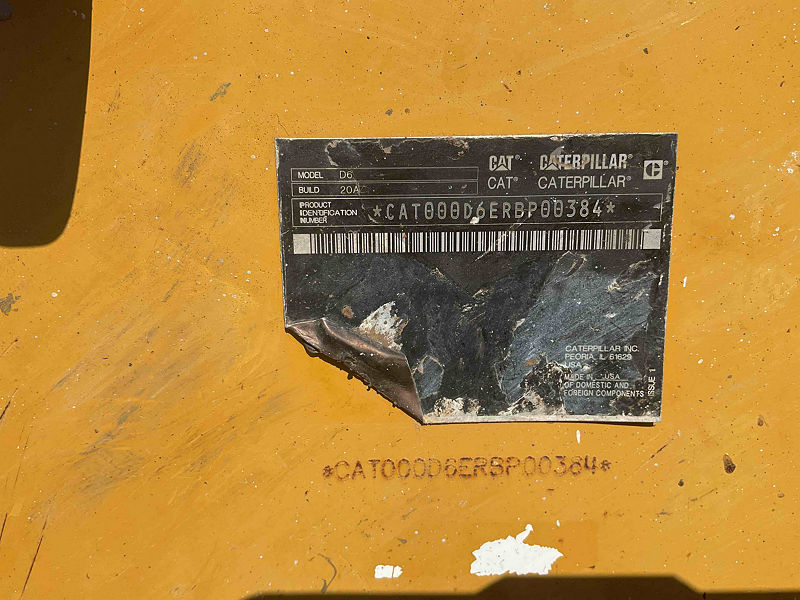 MODEL D6
BUILD 20A
CAT® CATERPILLAR® C
CAT® CATERPILLAR®
PRODUCT IDENTIFICATION NUMBER *CAT000D6ERBP00384*
CATERPILLAR INC.
PEORIA, IL 61629
USA
MADE IN USA
OF DOMESTIC AND
FOREIGN COMPONENTS
ISSUE 1
*CAT000D6ERBP00384*